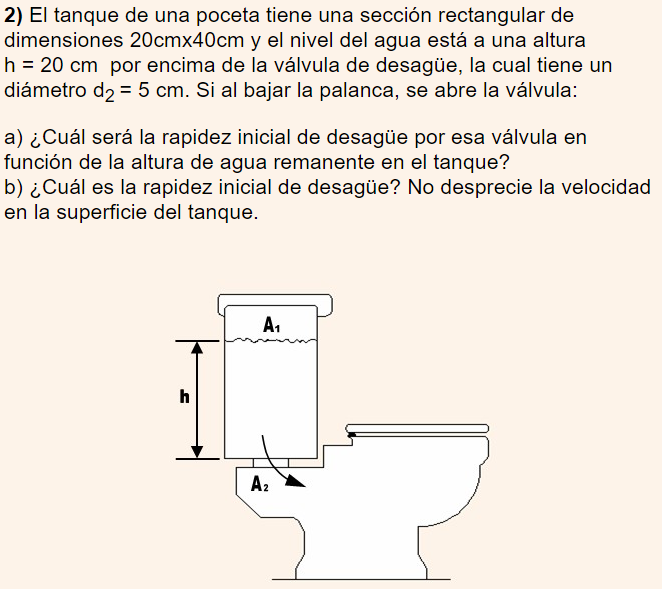 2) El tanque de una poceta tiene una sección rectangular de
dimensiones 20cmx40cm y el nivel del agua está a una altura
h = 20 cm por encima de la válvula de desagüe, la cual tiene un
diámetro d2 = 5 cm. Si al bajar la palanca, se abre la válvula:
a) ¿Cuál será la rapidez inicial de desagüe por esa válvula en
función de la altura de agua remanente en el tanque?
b) ¿Cuál es la rapidez inicial de desagüe? No desprecie la velocidad
en la superficie del tanque.
A1
h
A2